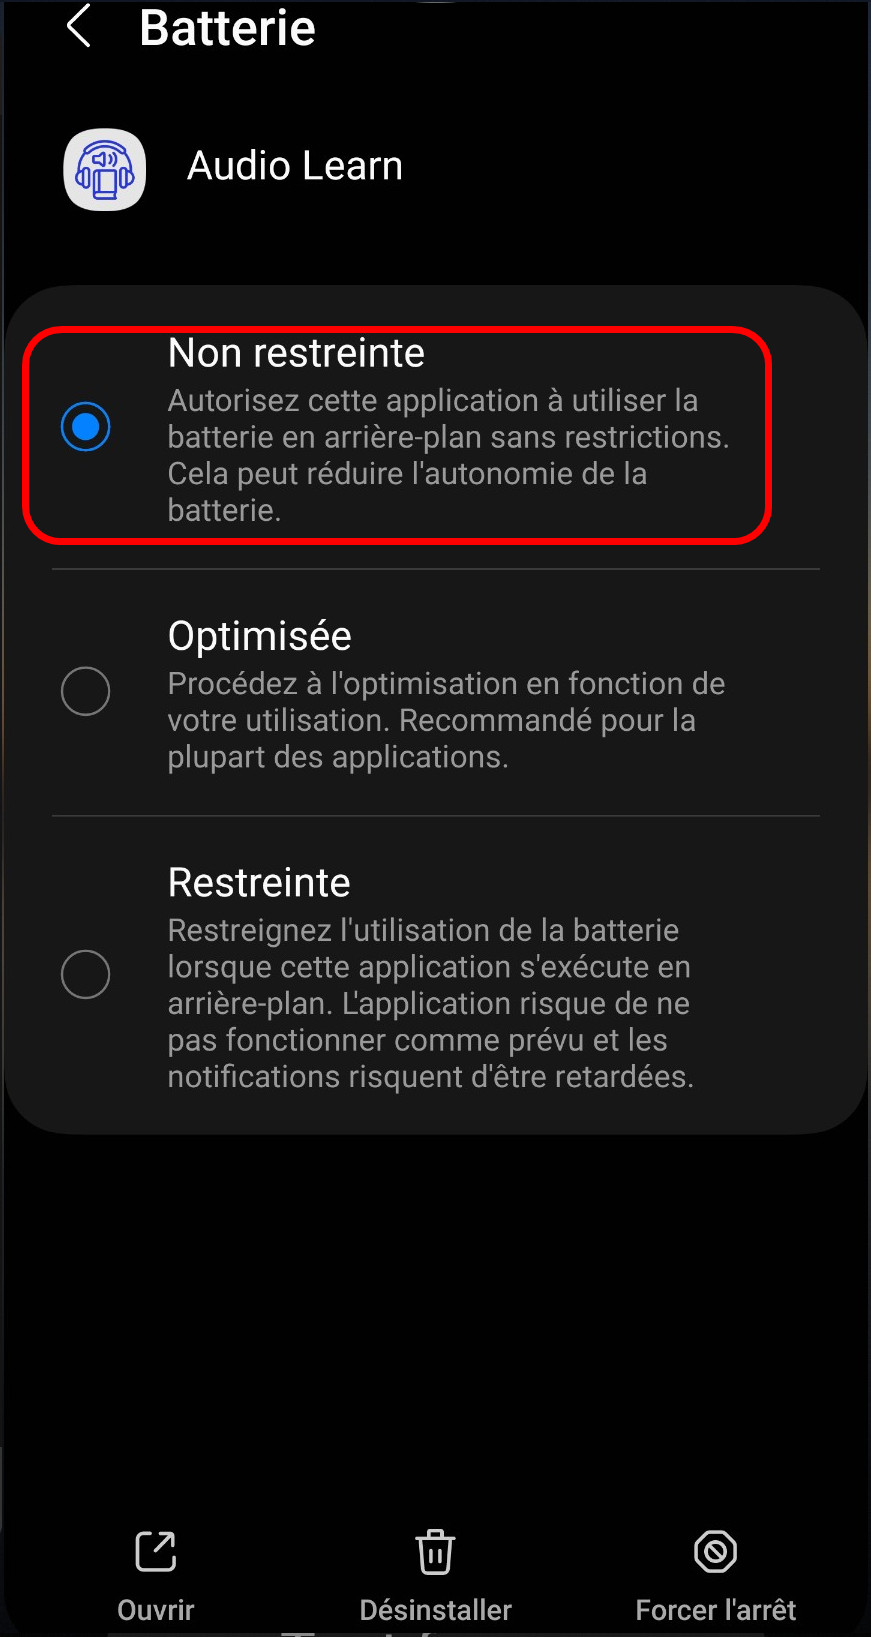 Batterie
Audio Learn
Non restreinte
Autorisez cette application à utiliser la
batterie en arrière-plan sans restrictions.
Cela peut réduire l'autonomie de la
batterie.
Optimisée
Procédez à l'optimisation en fonction de
votre utilisation. Recommandé pour la
plupart des applications.
Restreinte
Restreignez l'utilisation de la batterie
lorsque cette application s'exécute en
arrière-plan. L'application risque de ne
pas fonctionner comme prévu et les
notifications risquent d'être retardées.
Ouvrir
Désinstaller
Forcer l'arrêt